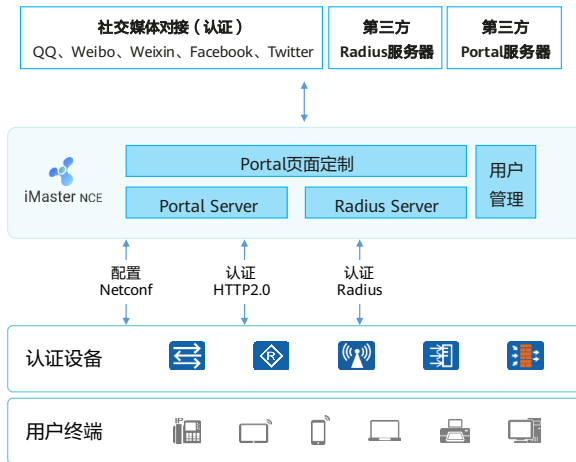 社交媒体对接（认证）
QQ、Weibo、Weixin、Facebook、Twitter
第三方
Radius服务器
第三方
Portal服务器
iMaster NCE
Portal页面定制
Portal Server
Radius Server
用户
管理
配置
Netconf
认证
HTTP2.0
认证
Radius
认证设备
R
用户终端
IP